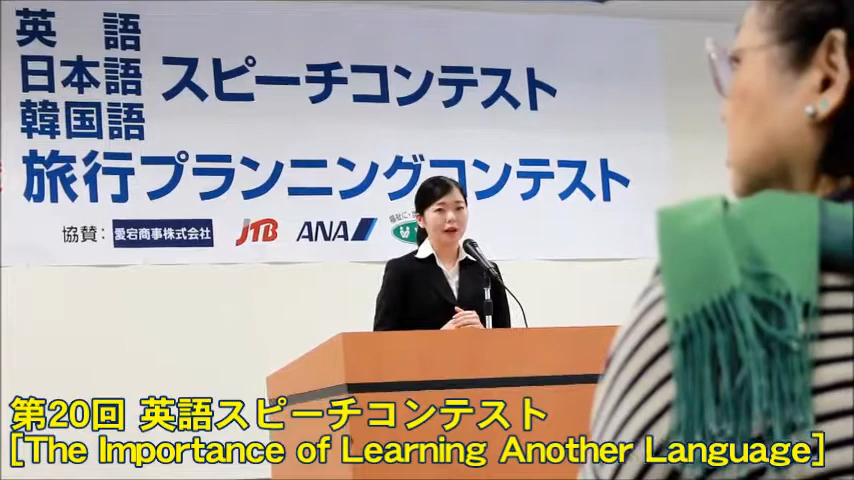 英語
日本語 スピーチコンテスト
韓国語
旅行プランニングコンテスト
協賛: 愛宕商事株式会社 JTB ANA
第20回 英語スピーチコンテスト
[The Importance of Learning Another Language]